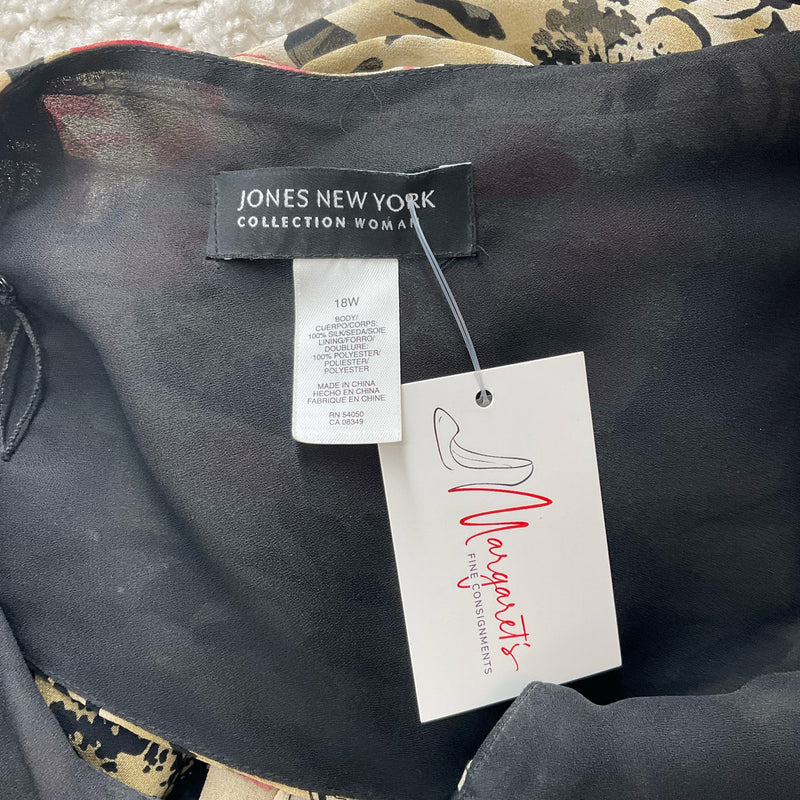 JONES NEW YORK
COLLECTION WOMAN
18W
BODY/
CUERPO/CORPS:
100% SILK/SEDA/SOIE
LINING/FORRO/
DOUBLURE:
100% POLYESTER/
POLIESTER/
POLYESTER
MADE IN CHINA
HECHO EN CHINA
FABRIQUE EN CHINE
RN 54050
CA 08349
Margaret's
FINE CONSIGNMENTS